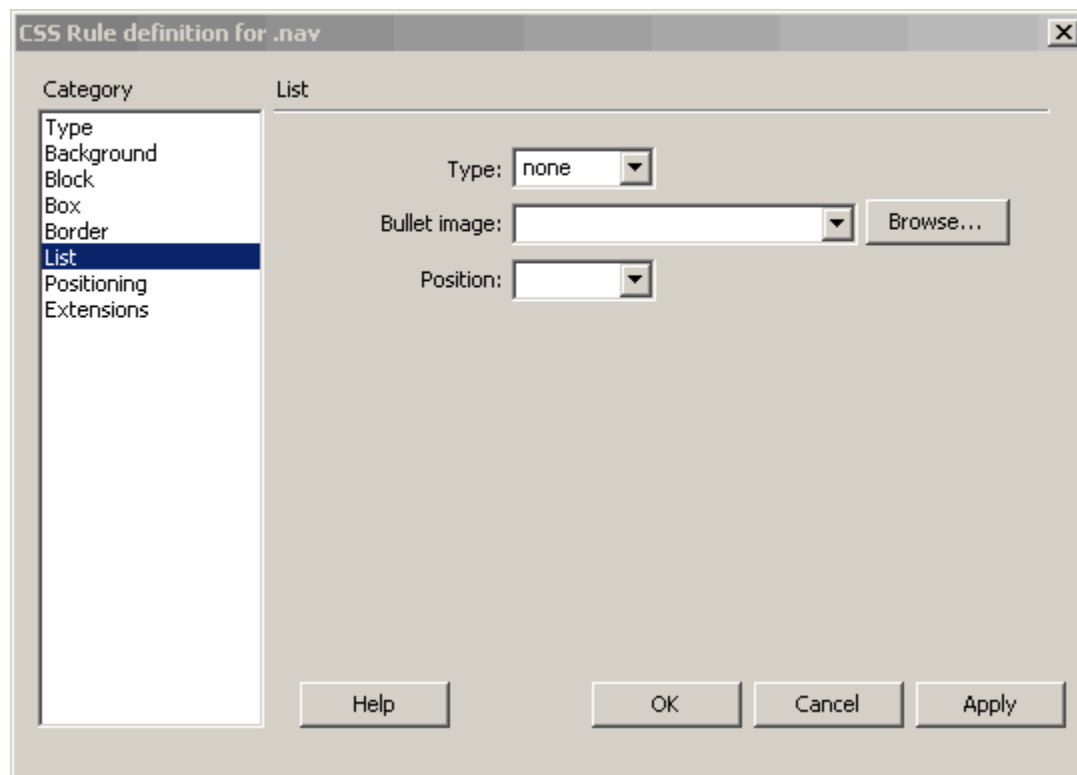 CSS Rule definition for .nav
Category
List
Type
Background
Block
Box
Border
List
Positioning
Extensions
Type: none
Bullet image: Browse...
Position:
Help OK Cancel Apply